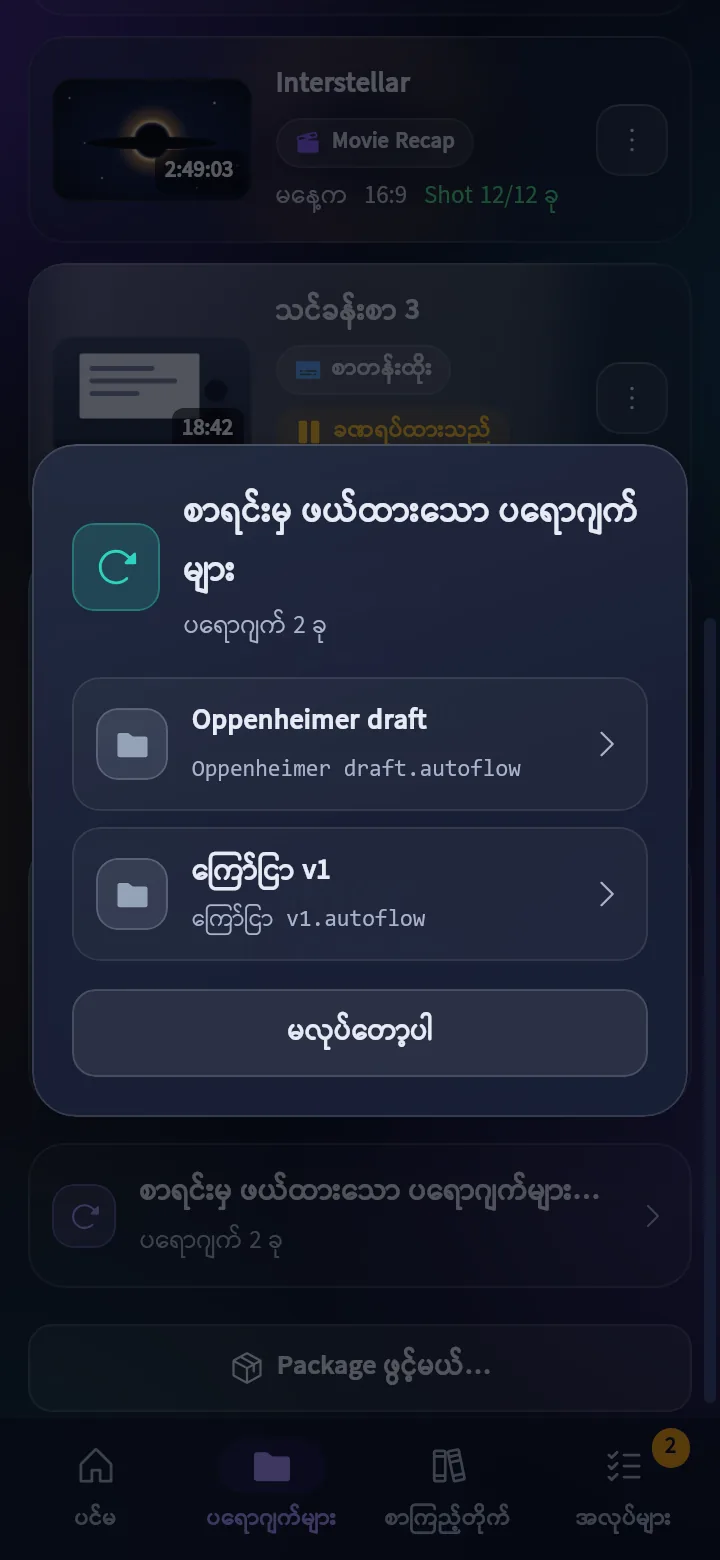 Interstellar
2:49:03
Movie Recap
မနေ့က 16:9 Shot 12/12 ခု
သင်ခန်းစာ 3
စာတန်းထိုး
18:42
ခဏရပ်ထားသည်
စာရင်းမှ ဖယ်ထားသော ပရောဂျက်
များ
ပရောဂျက် 2 ခု
Oppenheimer draft
Oppenheimer draft.autoflow
ကြော်ငြာ v1
ကြော်ငြာ v1.autoflow
မလုပ်တော့ပါ
စာရင်းမှ ဖယ်ထားသော ပရောဂျက်များ...
ပရောဂျက် 2 ခု
Package ဖွင့်မယ်...
2
ပင်မ ပရောဂျက်များ စာကြည့်တိုက် အလုပ်များ